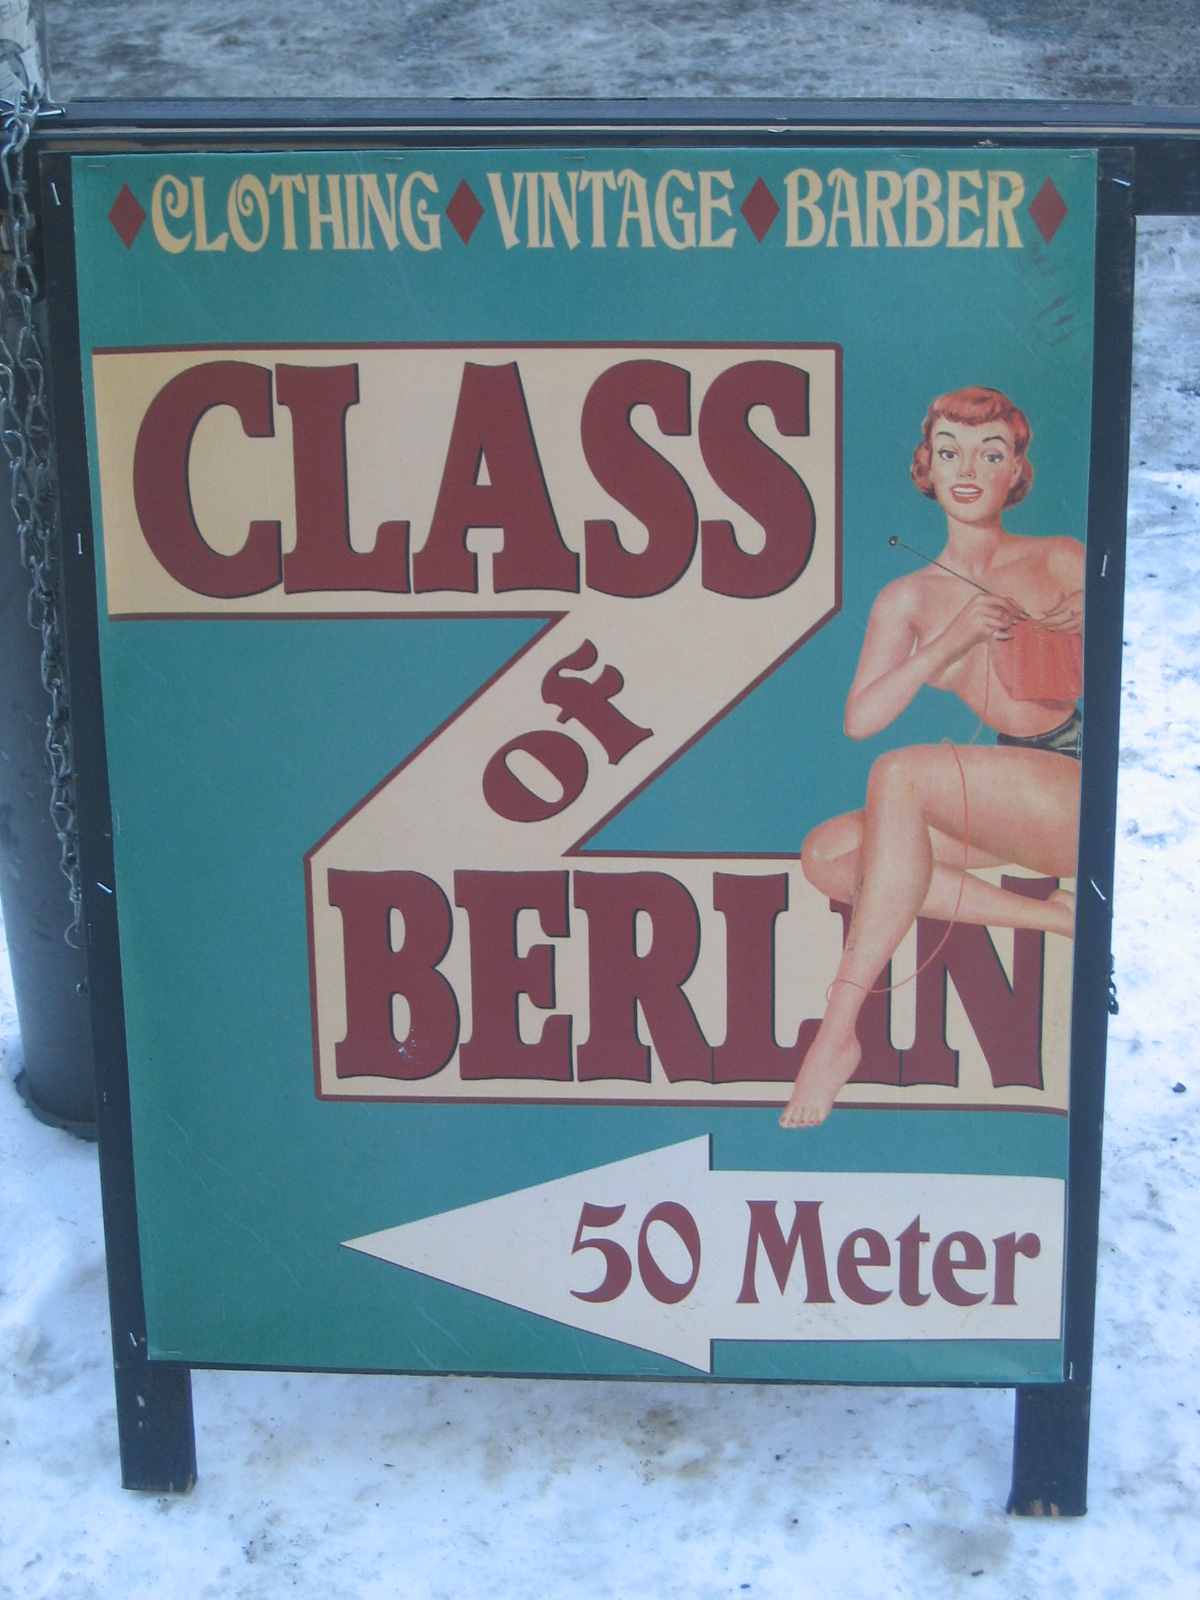 CLOTHING VINTAGE BARBER
CLASS
OF
BERLIN
50 Meter